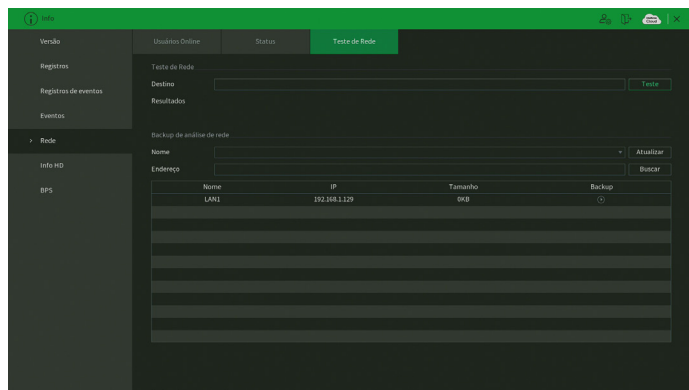 Info
Versão
Registros
Registros de eventos
Eventos
> Rede
Info HD
BPS
Usuários Online Status Teste de Rede
Teste de Rede
Destino Teste
Resultados
Backup de análise de rede
Nome Atualizar
Endereço Buscar
Nome IP Tamanho Backup
LAN1 192.168.1.129 0KB